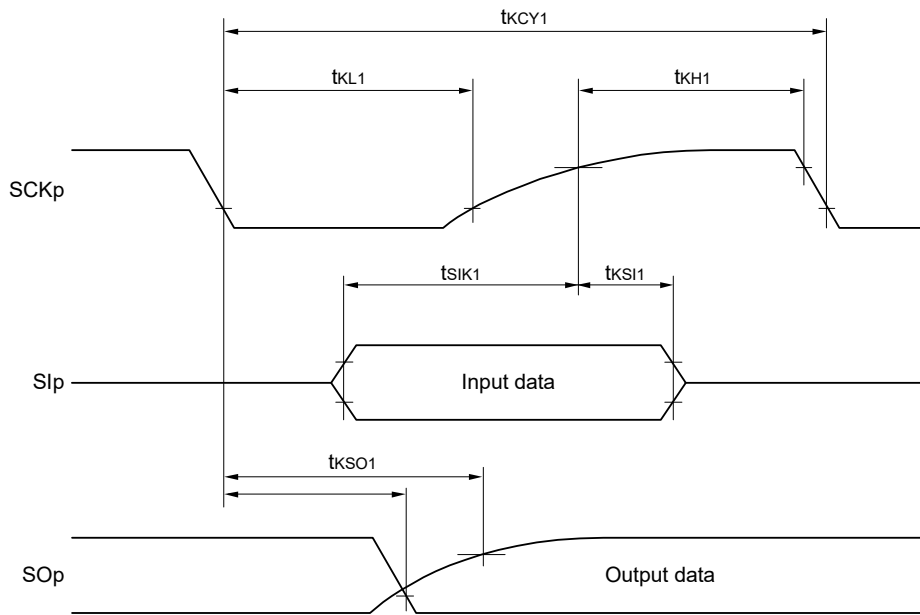 tKCY1
tKL1
tKH1
SCKp
tSIK1
tKSI1
SIp
Input data
tKSO1
SOp
Output data